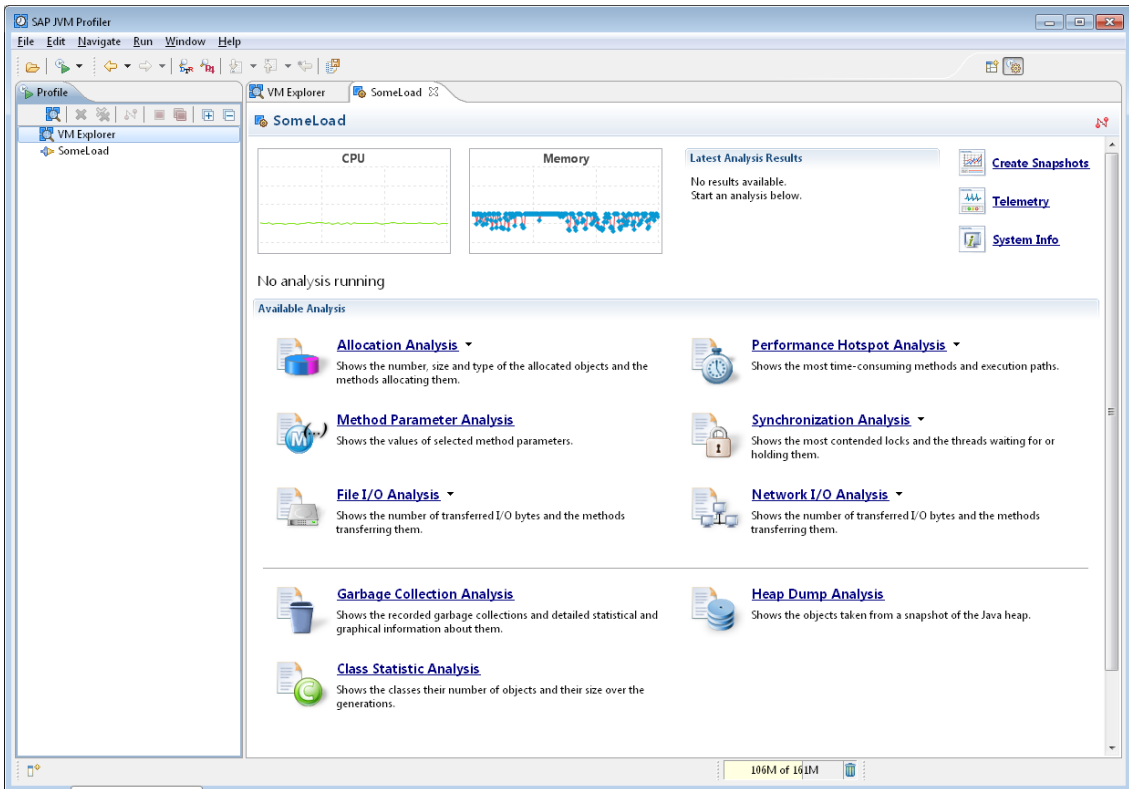 SAP JVM Profiler
File Edit Navigate Run Window Help
Profile
VM Explorer
SomeLoad
VM Explorer
SomeLoad
SomeLoad
CPU
Memory
Latest Analysis Results
No results available.
Start an analysis below.
Create Snapshots
Telemetry
System Info
No analysis running
Available Analysis
Allocation Analysis
Shows the number, size and type of the allocated objects and the
methods allocating them.
Performance Hotspot Analysis
Shows the most time-consuming methods and execution paths.
Method Parameter Analysis
Shows the values of selected method parameters.
Synchronization Analysis
Shows the most contended locks and the threads waiting for or
holding them.
File I/O Analysis
Shows the number of transferred I/O bytes and the methods
transferring them.
Network I/O Analysis
Shows the number of transferred I/O bytes and the methods
transferring them.
Garbage Collection Analysis
Shows the recorded garbage collections and detailed statistical and
graphical information about them.
Heap Dump Analysis
Shows the objects taken from a snapshot of the Java heap.
Class Statistic Analysis
Shows the classes their number of objects and their size over the
generations.
106M of 161M